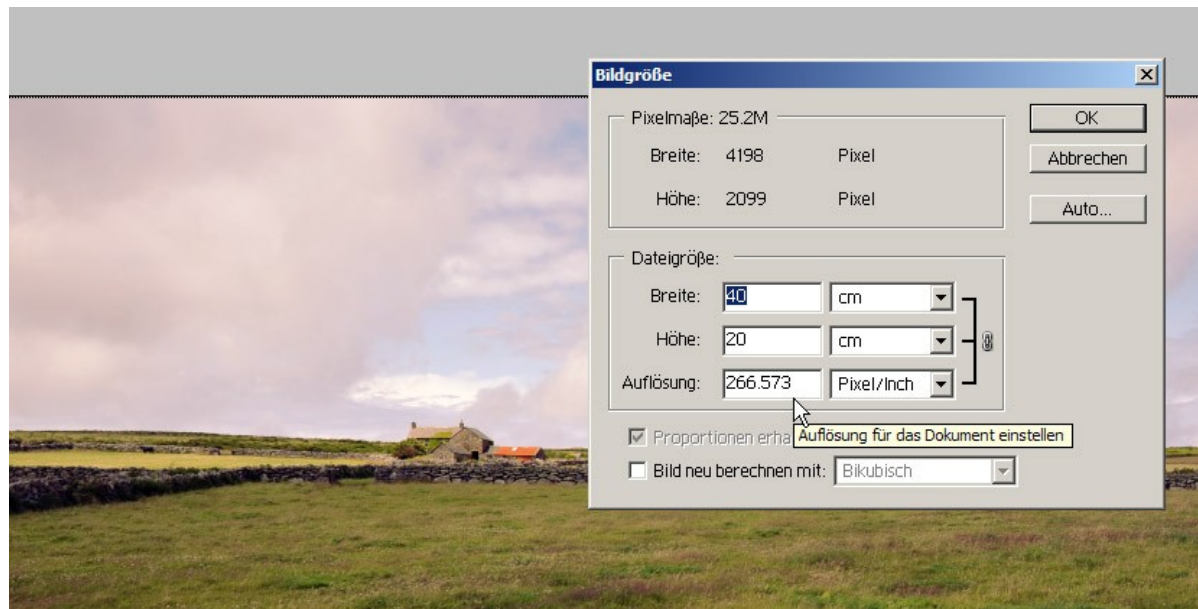 Bildgröße
Pixelmaße: 25.2M
OK
Breite: 4198 Pixel
Abbrechen
Höhe: 2099 Pixel
Auto...
Dateigröße:
Breite: 40 cm
Höhe: 20 cm
Auflösung: 266.573 Pixel/Inch
Proportionen
Auflösung für das Dokument einstellen
Bild neu berechnen mit: Bikubisch